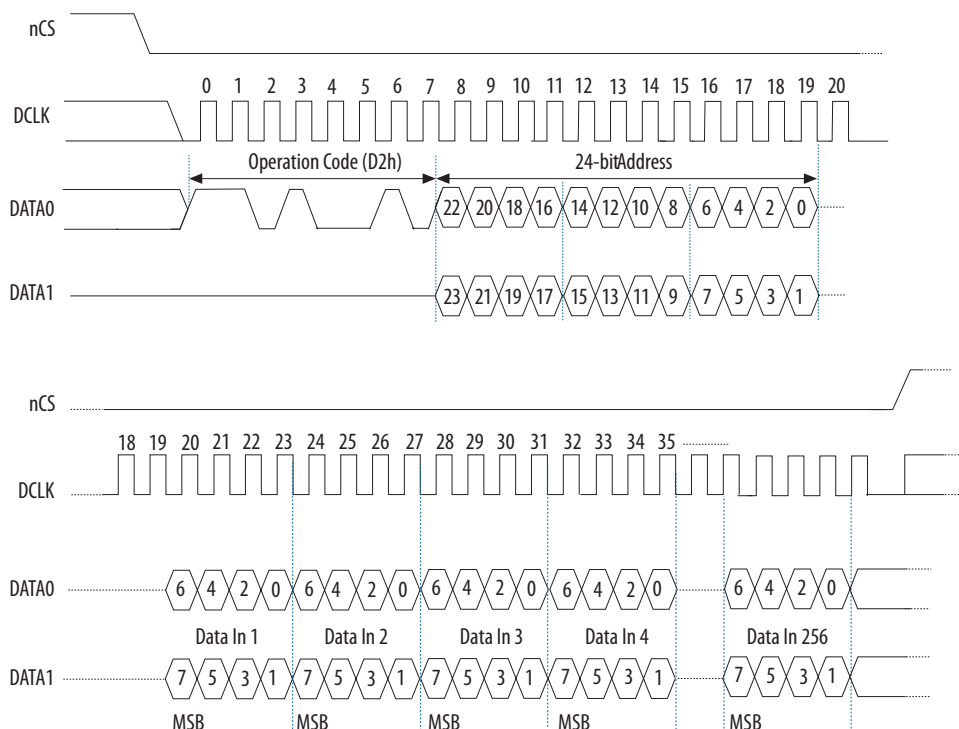 nCS
0 1 2 3 4 5 6 7 8 9 10 11 12 13 14 15 16 17 18 19 20
DCLK
Operation Code (D2h) 24-bitAddress
DATA0 22 20 18 16 14 12 10 8 6 4 2 0
DATA1 23 21 19 17 15 13 11 9 7 5 3 1
nCS
18 19 20 21 22 23 24 25 26 27 28 29 30 31 32 33 34 35
DCLK
DATA0 6 4 2 0 6 4 2 0 6 4 2 0 6 4 2 0 6 4 2 0
Data In 1 Data In 2 Data In 3 Data In 4 Data In 256
DATA1 7 5 3 1 7 5 3 1 7 5 3 1 7 5 3 1 7 5 3 1
MSB MSB MSB MSB MSB